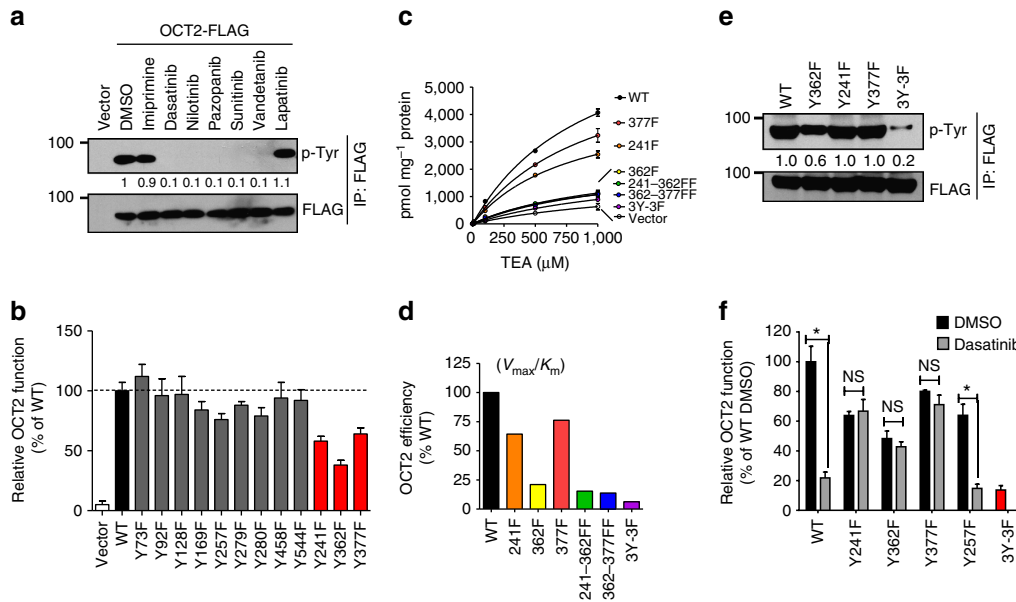 a
OCT2-FLAG
Vector
DMSO
Imiprimine
Dasatinib
Nilotinib
Pazopanib
Sunitinib
Vandetanib
Lapatinib
100
p-Tyr
1 0.9 0.1 0.1 0.1 0.1 0.1 1.1
100
FLAG
IP: FLAG
b
Relative OCT2 function
(% of WT)
150
100
50
0
Vector
WT
Y73F
Y92F
Y128F
Y169F
Y257F
Y279F
Y280F
Y458F
Y544F
Y241F
Y362F
Y377F
c
pmol mg⁻¹ protein
5,000
4,000
3,000
2,000
1,000
0
0 250 500 750 1,000
TEA (μM)
WT
377F
241F
362F
241–362FF
362–377FF
3Y-3F
Vector
d
(Vmax/Km)
OCT2 efficiency
(% WT)
125
100
75
50
25
0
WT
241F
362F
377F
241–362FF
362–377FF
3Y-3F
e
WT
Y362F
Y241F
Y377F
3Y-3F
100
p-Tyr
1.0 0.6 1.0 1.0 0.2
100
FLAG
IP: FLAG
f
DMSO
Dasatinib
Relative OCT2 function
(% of WT DMSO)
120
100
80
60
40
20
0
*
NS
NS
NS
*
WT
Y241F
Y362F
Y377F
Y257F
3Y-3F